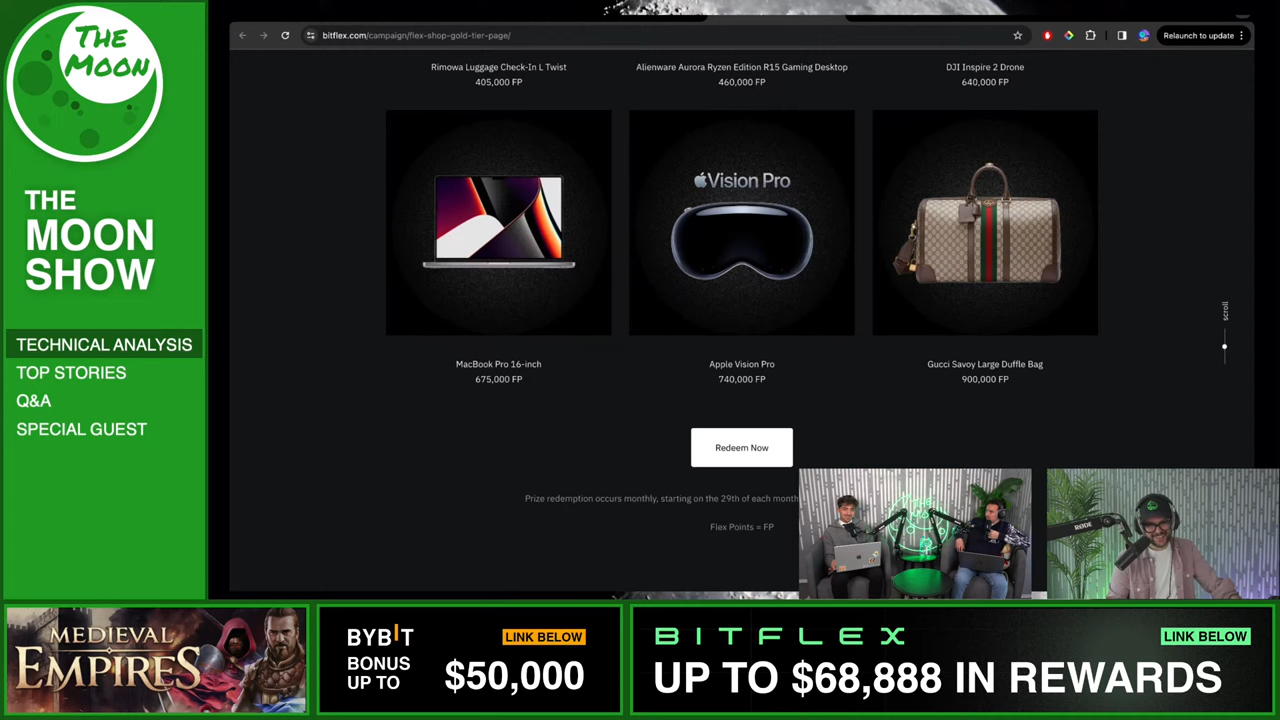 The
Moon
THE
MOON
SHOW
TECHNICAL ANALYSIS
TOP STORIES
Q&A
SPECIAL GUEST
bitflex.com/campaign/flex-shop-gold-tier-page/
Relaunch to update
Rimowa Luggage Check-In L Twist
405,000 FP
Alienware Aurora Ryzen Edition R15 Gaming Desktop
460,000 FP
DJI Inspire 2 Drone
640,000 FP
Vision Pro
MacBook Pro 16-inch
675,000 FP
Apple Vision Pro
740,000 FP
Gucci Savoy Large Duffle Bag
900,000 FP
scroll
Redeem Now
Prize redemption occurs monthly, starting on the 29th of each month
Flex Points = FP
RØDE
MEDIEVAL
EMPIRES
BYBIT
LINK BELOW
BONUS
UP TO
$50,000
BITFLEX
LINK BELOW
UP TO $68,888 IN REWARDS